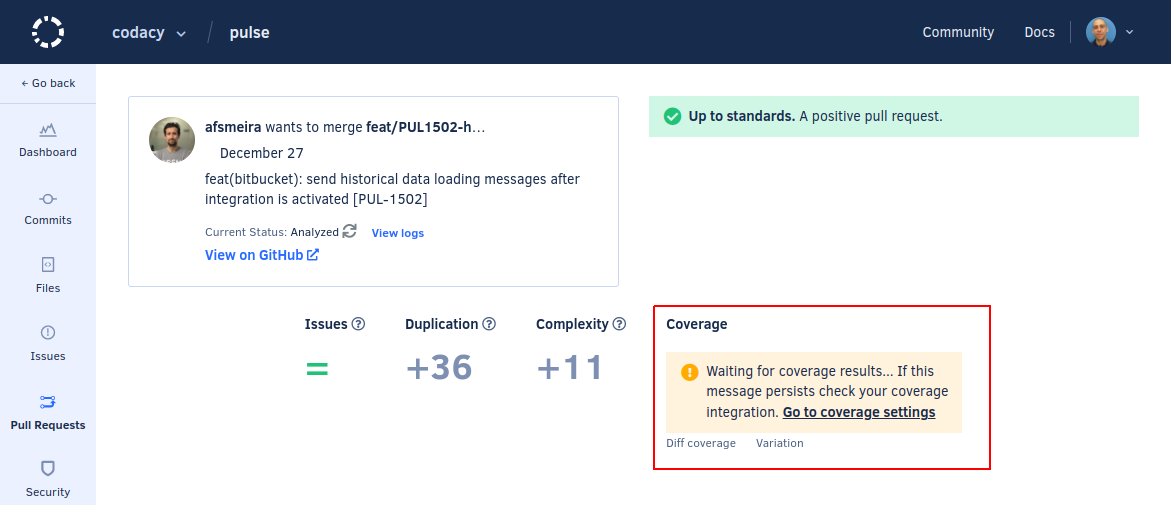 codacy / pulse
Community
Docs
← Go back
Dashboard
Commits
Files
Issues
Pull Requests
Security
afsmeira wants to merge feat/PUL1502-h...
December 27
feat(bitbucket): send historical data loading messages after
integration is activated [PUL-1502]
Current Status: Analyzed
View logs
View on GitHub
Up to standards. A positive pull request.
Issues ?
=
Duplication ?
+36
Complexity ?
+11
Coverage
Waiting for coverage results... If this
message persists check your coverage
integration. Go to coverage settings
Diff coverage
Variation